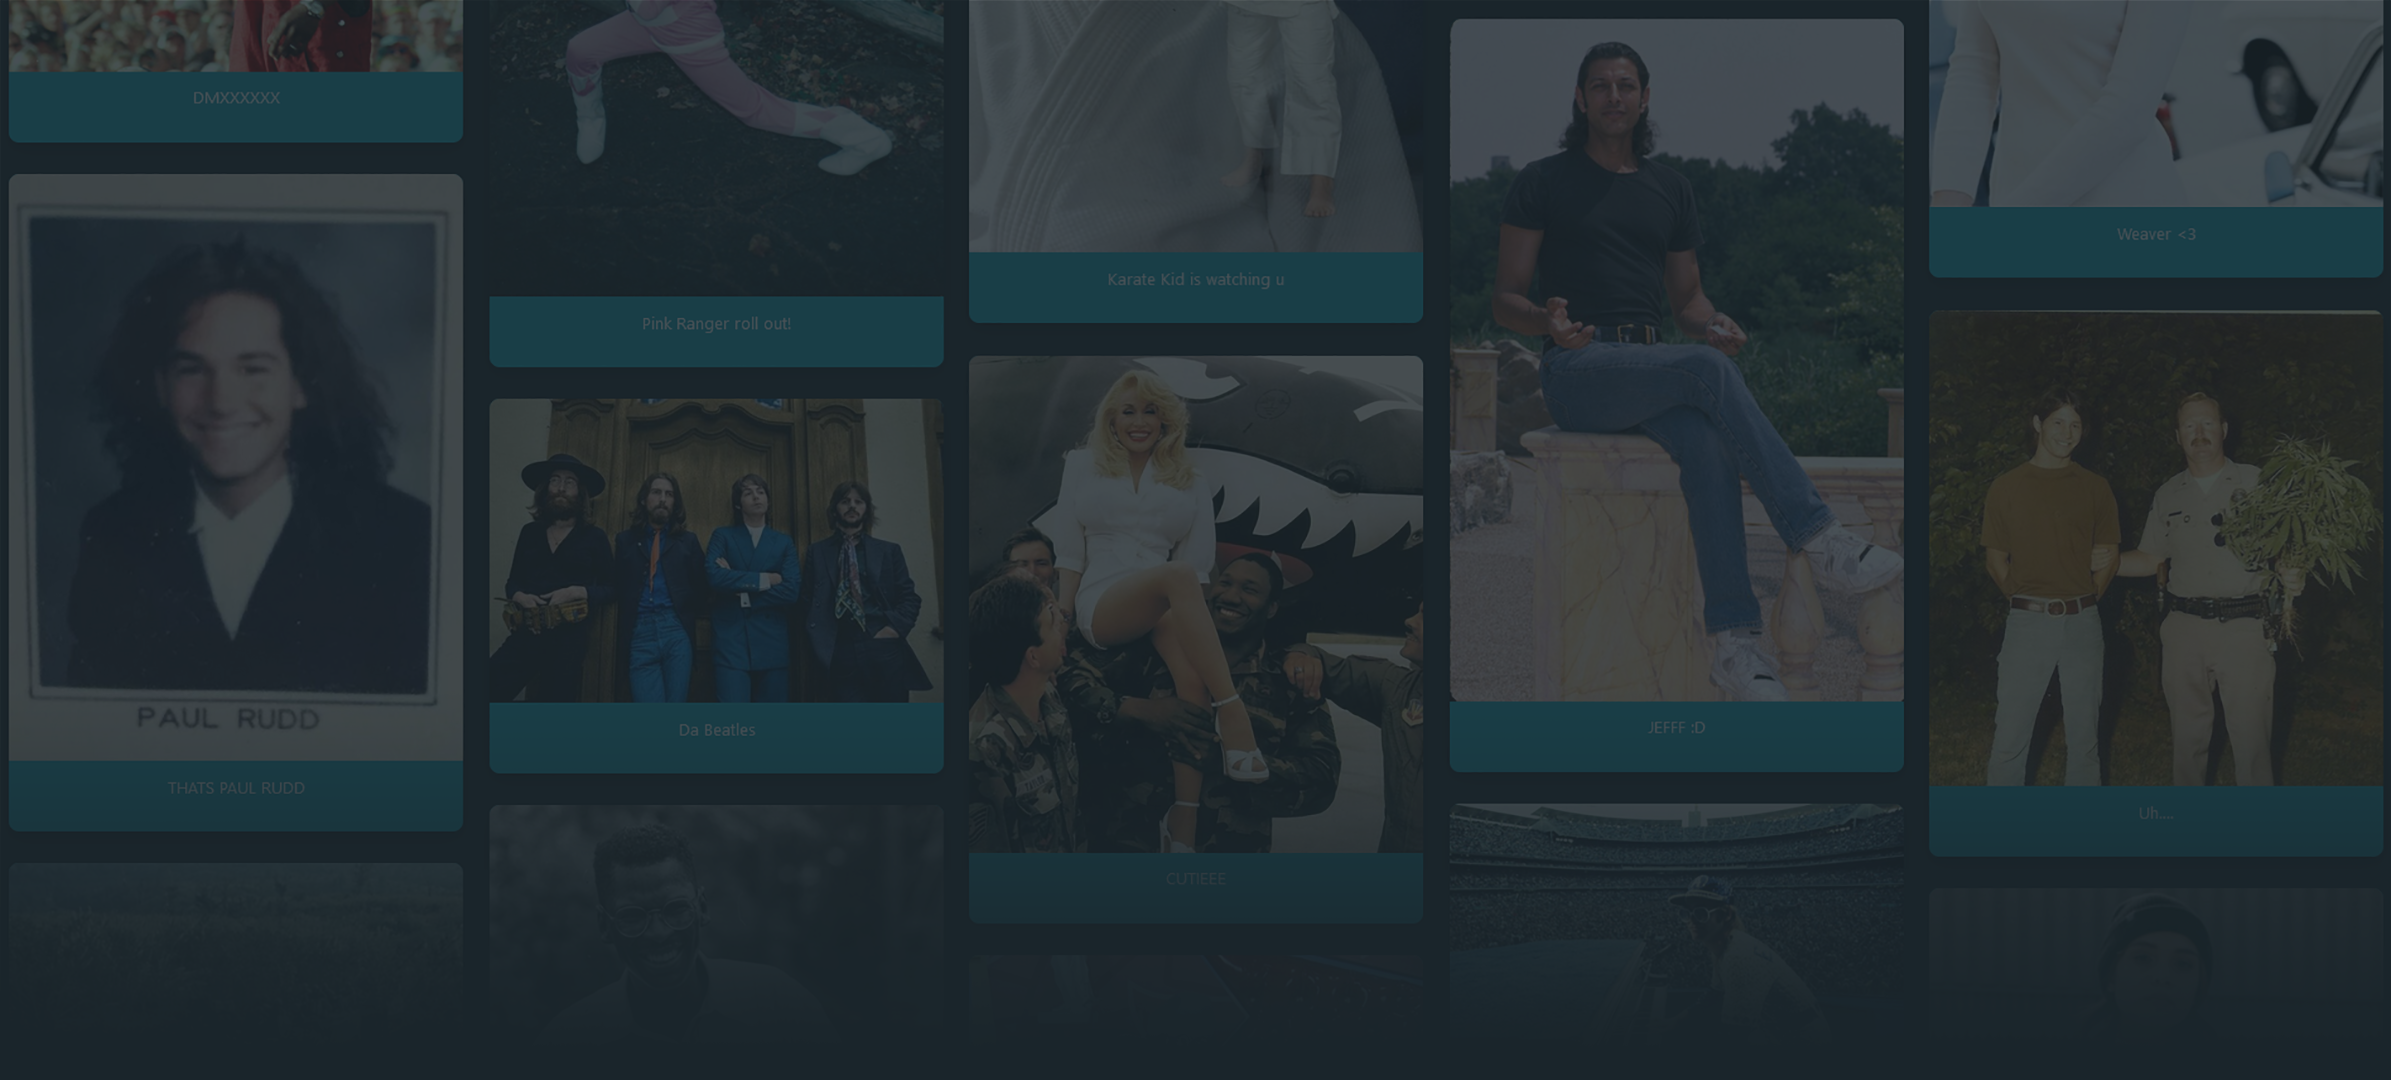 DMXXXXXX
PAUL RUDD
THATS PAUL RUDD
Pink Ranger roll out!
Da Beatles
Karate Kid is watching u
CUTIEEE
JEFFF :D
Weaver <3
Uh....